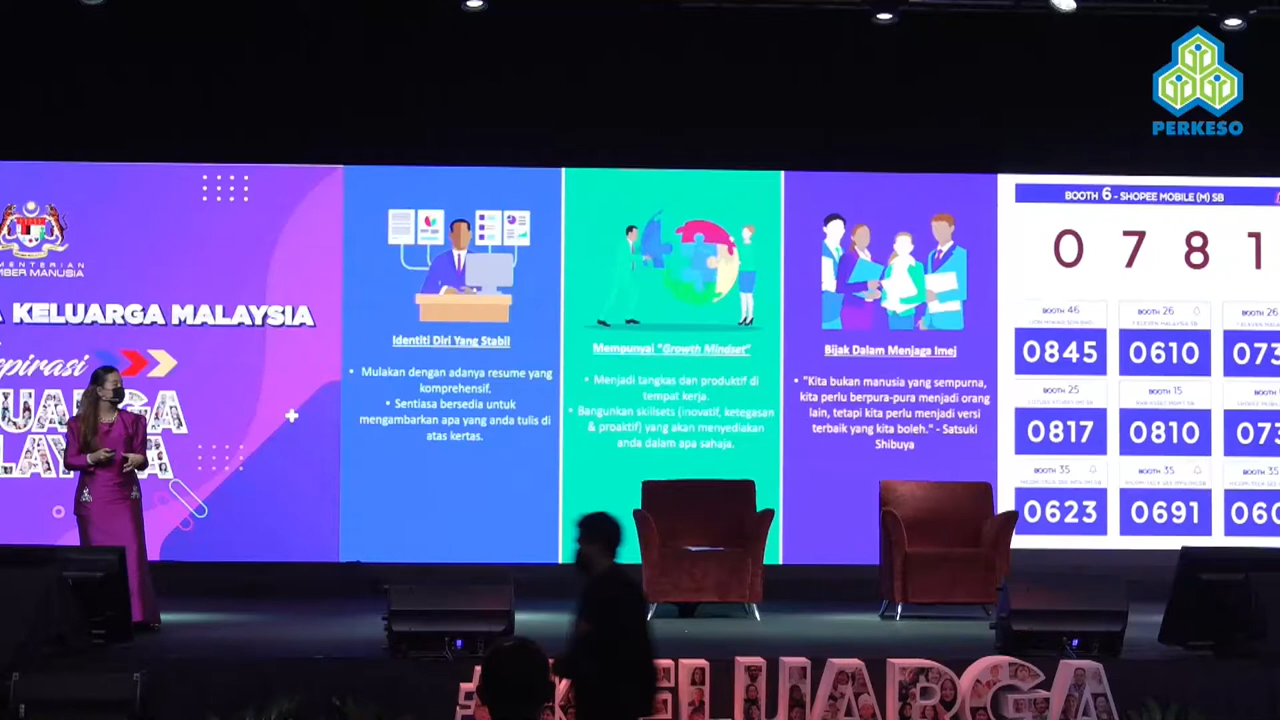 PERKESO
KEMENTERIAN
SUMBER MANUSIA
KELUARGA MALAYSIA
Identiti Diri Yang Stabil
• Mulakan dengan adanya resume yang
komprehensif.
• Sentiasa bersedia untuk
mengambarkan apa yang anda tulis di
atas kertas.
Mempunyai "Growth Mindset"
• Menjadi tangkas dan produktif di
tempat kerja.
• Bangunkan skillsets (inovatif, ketegasan
& proaktif) yang akan menyediakan
anda dalam apa sahaja.
Bijak Dalam Menjaga Imej
• "Kita bukan manusia yang sempurna,
kita perlu berpura-pura menjadi orang
lain, tetapi kita perlu menjadi versi
terbaik yang kita boleh." - Satsuki
Shibuya
BOOTH 6 - SHOPEE MOBILE (M) SB
0 7 8 1
BOOTH 46
0845
BOOTH 26
0610
BOOTH 26
073
BOOTH 25
0817
BOOTH 15
0810
BOOTH
073
BOOTH 35
0623
BOOTH 35
0691
BOOTH 35
060
KELUARGA